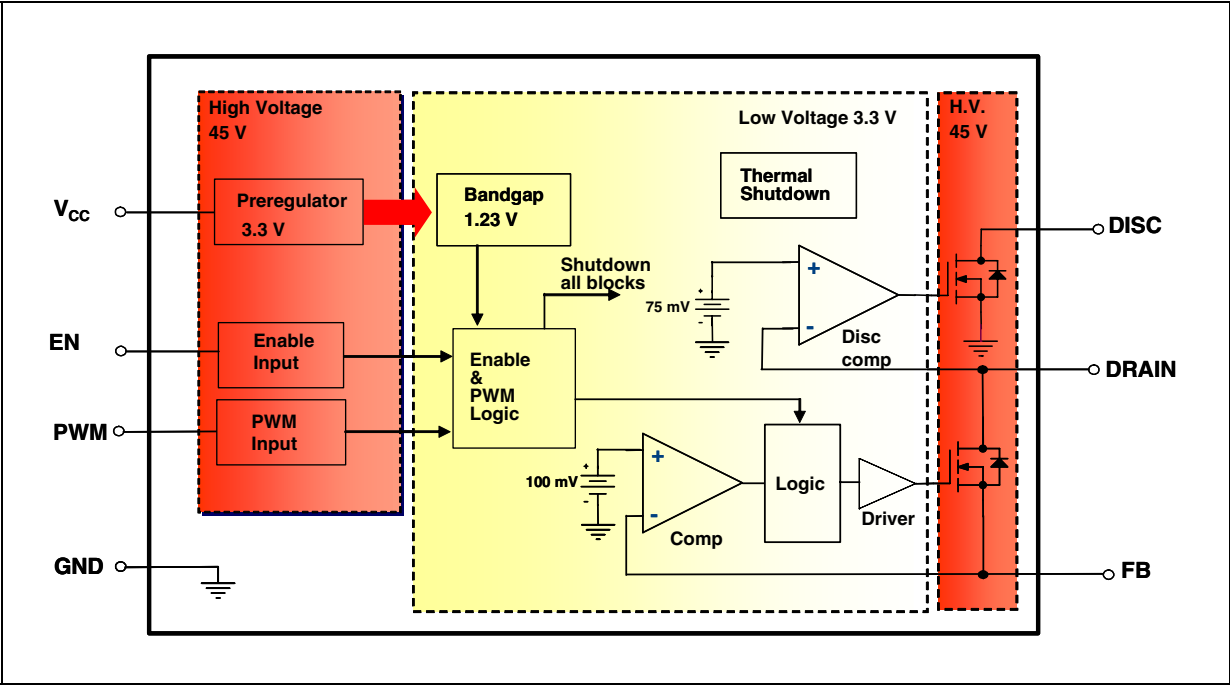 High Voltage
45 V
Low Voltage 3.3 V
H.V.
45 V
Thermal
Shutdown
VCC
Preregulator
3.3 V
Bandgap
1.23 V
DISC
Shutdown
all blocks
+
+
75 mV
-
-
Disc
comp
EN
Enable
Input
Enable
&
PWM
Logic
DRAIN
PWM
PWM
Input
+
+
100 mV
-
-
Comp
Logic
Driver
GND
FB